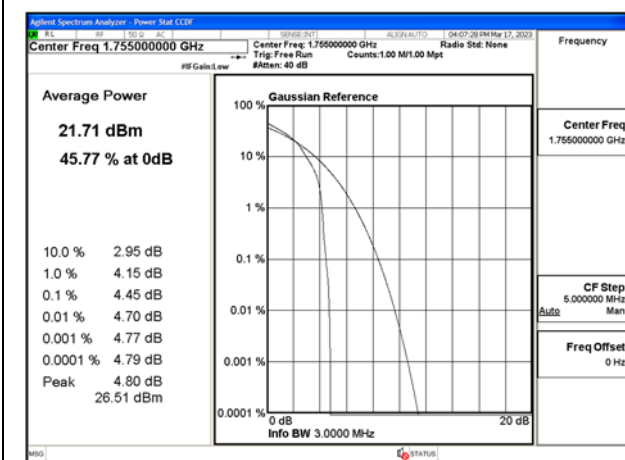 Agilent Spectrum Analyzer - Power Stat CCDF
RL RF 50 Ω AC SENSE:INT ALIGN AUTO 04:07:28 PM Mar 17, 2023
Center Freq 1.755000000 GHz
Center Freq: 1.755000000 GHz Radio Std: None
Trig: Free Run Counts:1.00 M/1.00 Mpt
#IFGain:Low #Atten: 40 dB
Frequency
Average Power
21.71 dBm
45.77 % at 0dB
10.0 % 2.95 dB
1.0 % 4.15 dB
0.1 % 4.45 dB
0.01 % 4.70 dB
0.001 % 4.77 dB
0.0001 % 4.79 dB
Peak 4.80 dB
26.51 dBm
Gaussian Reference
100 %
10 %
1 %
0.1 %
0.01 %
0.001 %
0.0001 %
0 dB 20 dB
Info BW 3.0000 MHz
Center Freq
1.755000000 GHz
CF Step
5.000000 MHz
Auto Man
Freq Offset
0 Hz
MSG STATUS